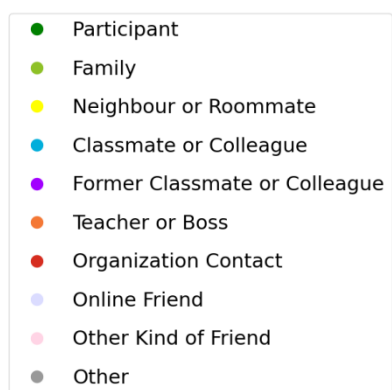 Participant
Family
Neighbour or Roommate
Classmate or Colleague
Former Classmate or Colleague
Teacher or Boss
Organization Contact
Online Friend
Other Kind of Friend
Other